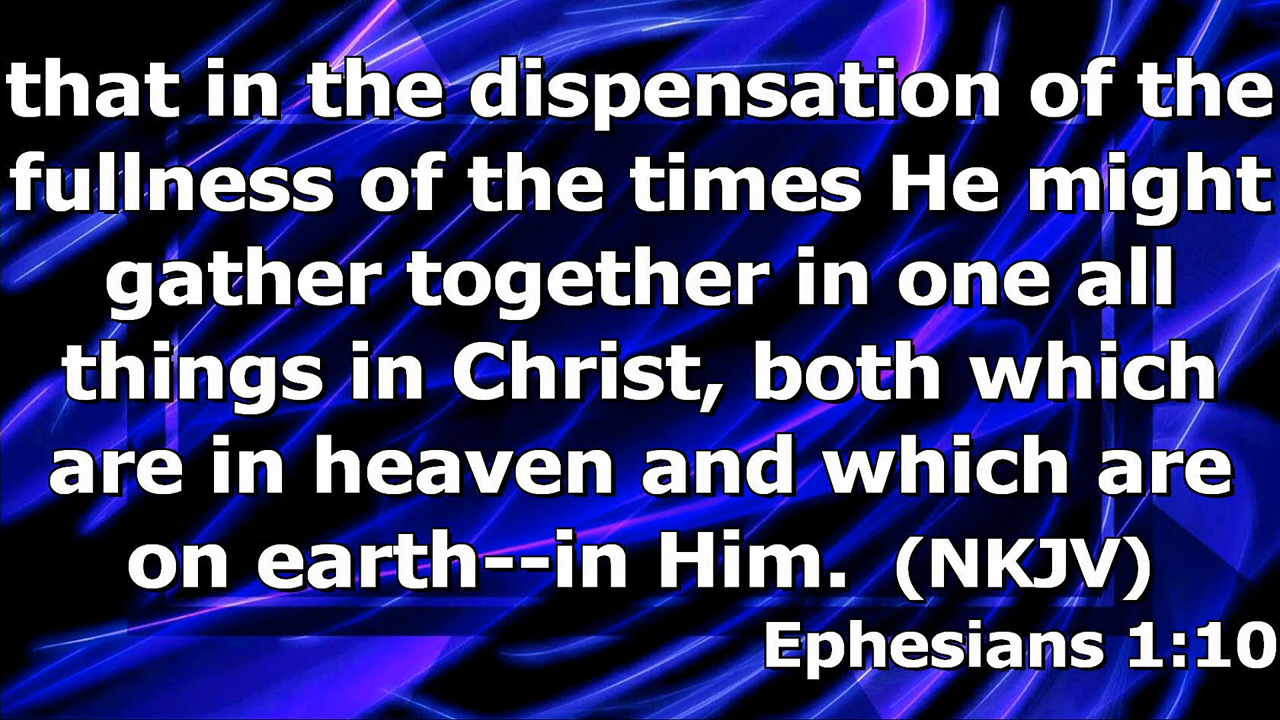 that in the dispensation of the
fullness of the times He might
gather together in one all
things in Christ, both which
are in heaven and which are
on earth--in Him. (NKJV)
Ephesians 1:10